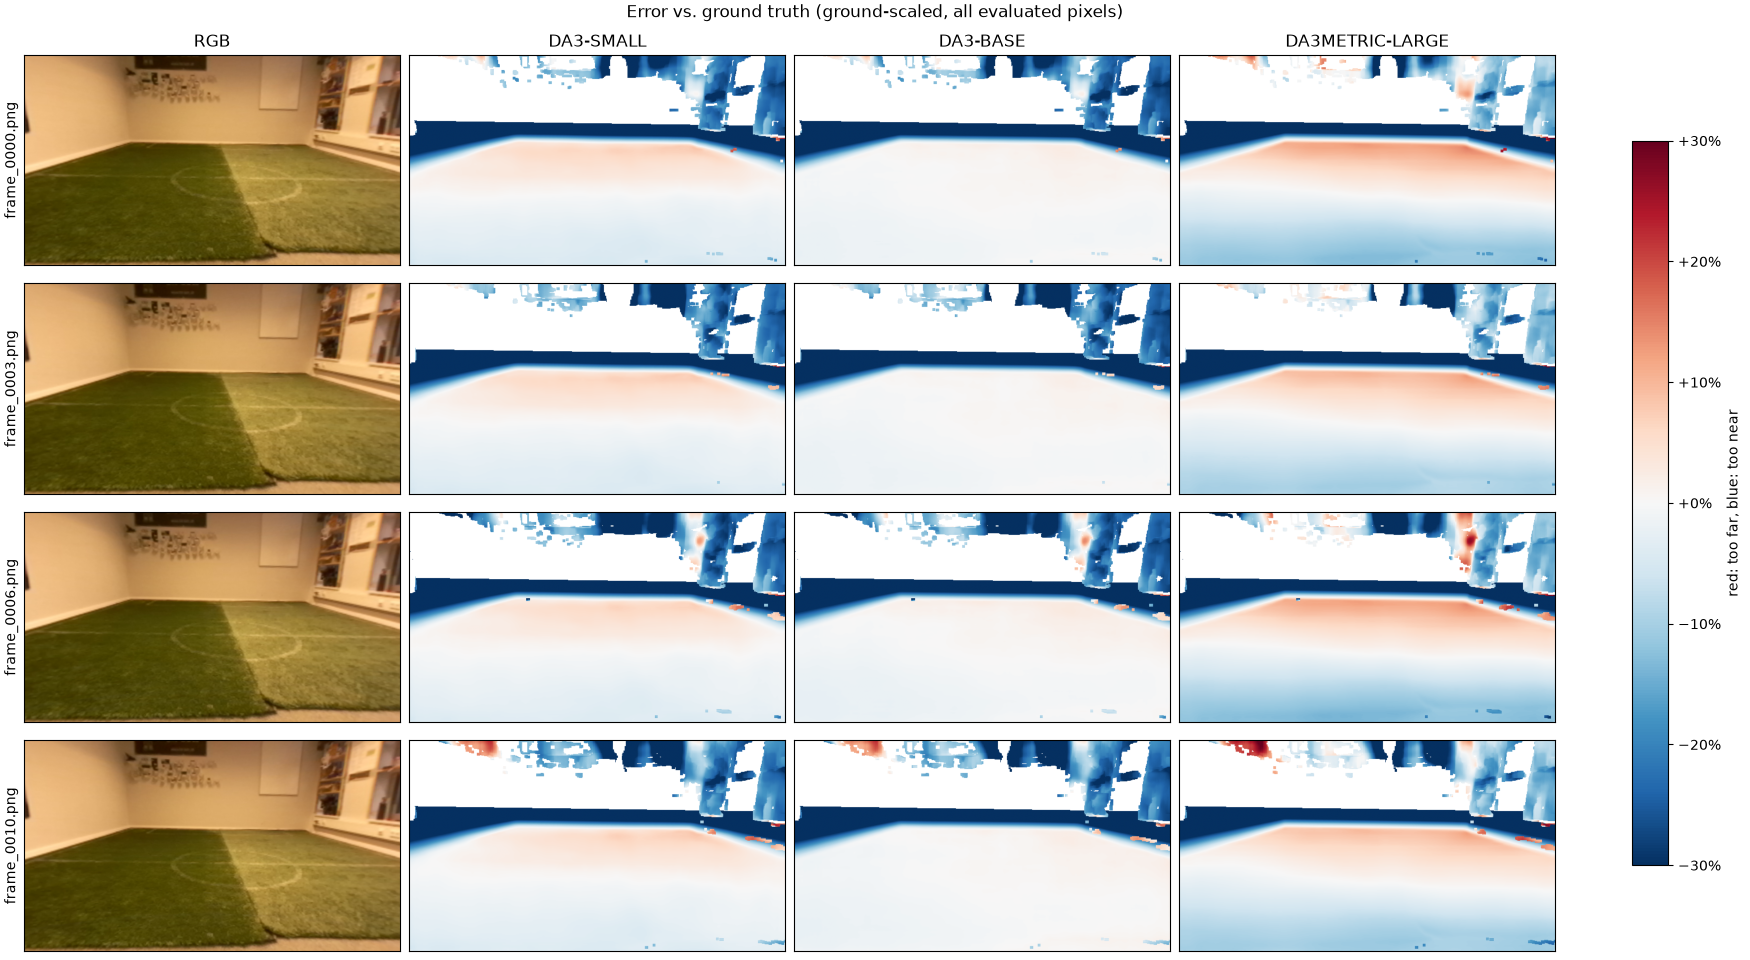 Error vs. ground truth (ground-scaled, all evaluated pixels)
RGB
DA3-SMALL
DA3-BASE
DA3METRIC-LARGE
frame_0000.png
frame_0003.png
frame_0006.png
frame_0010.png
+30%
+20%
+10%
+0%
−10%
−20%
−30%
red: too far, blue: too near